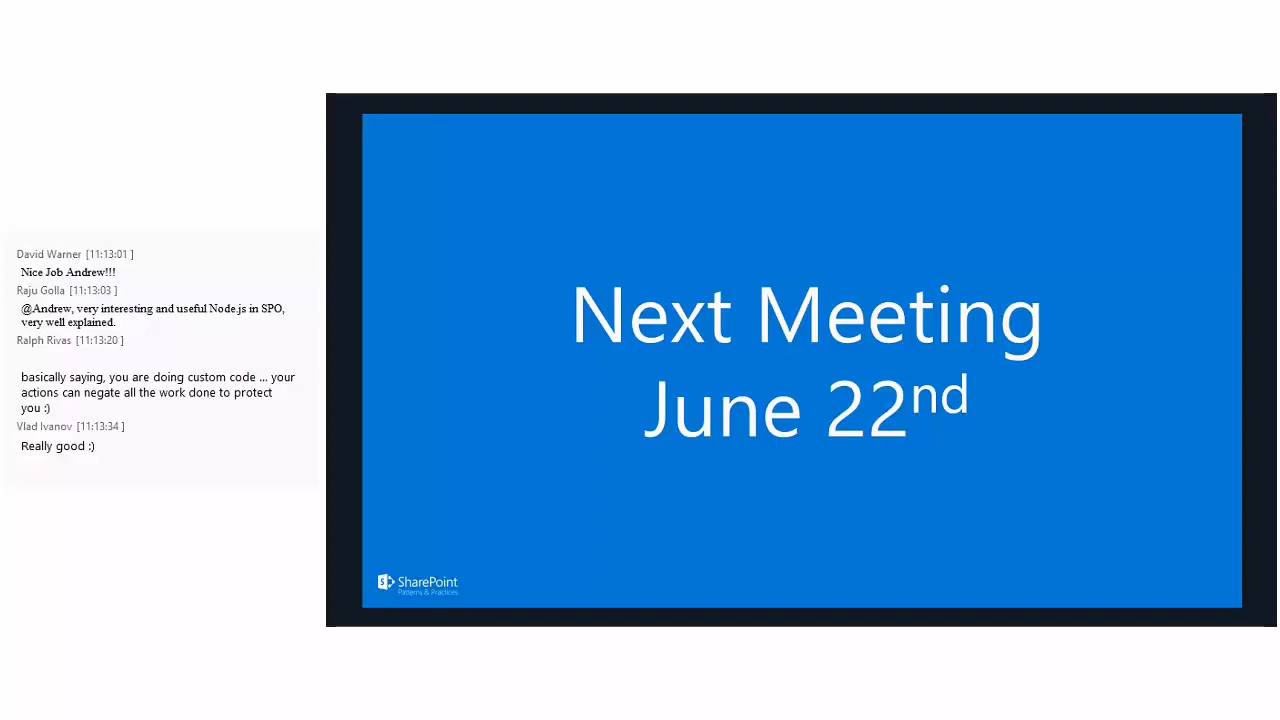 David Warner [11:13:01 ]
Nice Job Andrew!!!
Raju Golla [11:13:03 ]
@Andrew, very interesting and useful Node.js in SPO,
very well explained.
Ralph Rivas [11:13:20 ]
basically saying, you are doing custom code ... your
actions can negate all the work done to protect
you :)
Vlad Ivanov [11:13:34 ]
Really good :)
Next Meeting
June 22nd
SharePoint
Patterns & Practices